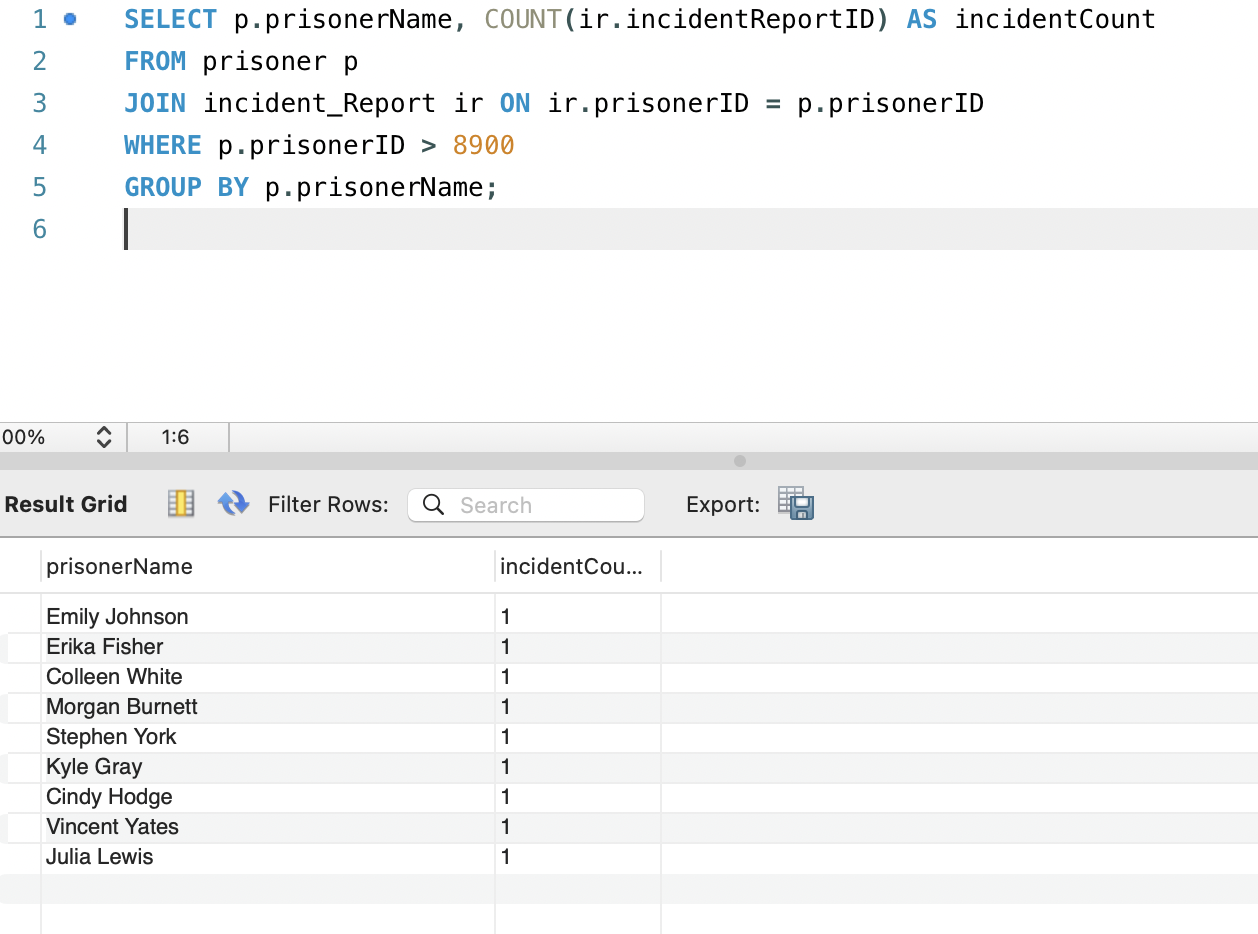 1 SELECT p.prisonerName, COUNT(ir.incidentReportID) AS incidentCount
2 FROM prisoner p
3 JOIN incident_Report ir ON ir.prisonerID = p.prisonerID
4 WHERE p.prisonerID > 8900
5 GROUP BY p.prisonerName;
6
00% 1:6
Result Grid Filter Rows: Search Export:
prisonerName incidentCou...
Emily Johnson 1
Erika Fisher 1
Colleen White 1
Morgan Burnett 1
Stephen York 1
Kyle Gray 1
Cindy Hodge 1
Vincent Yates 1
Julia Lewis 1